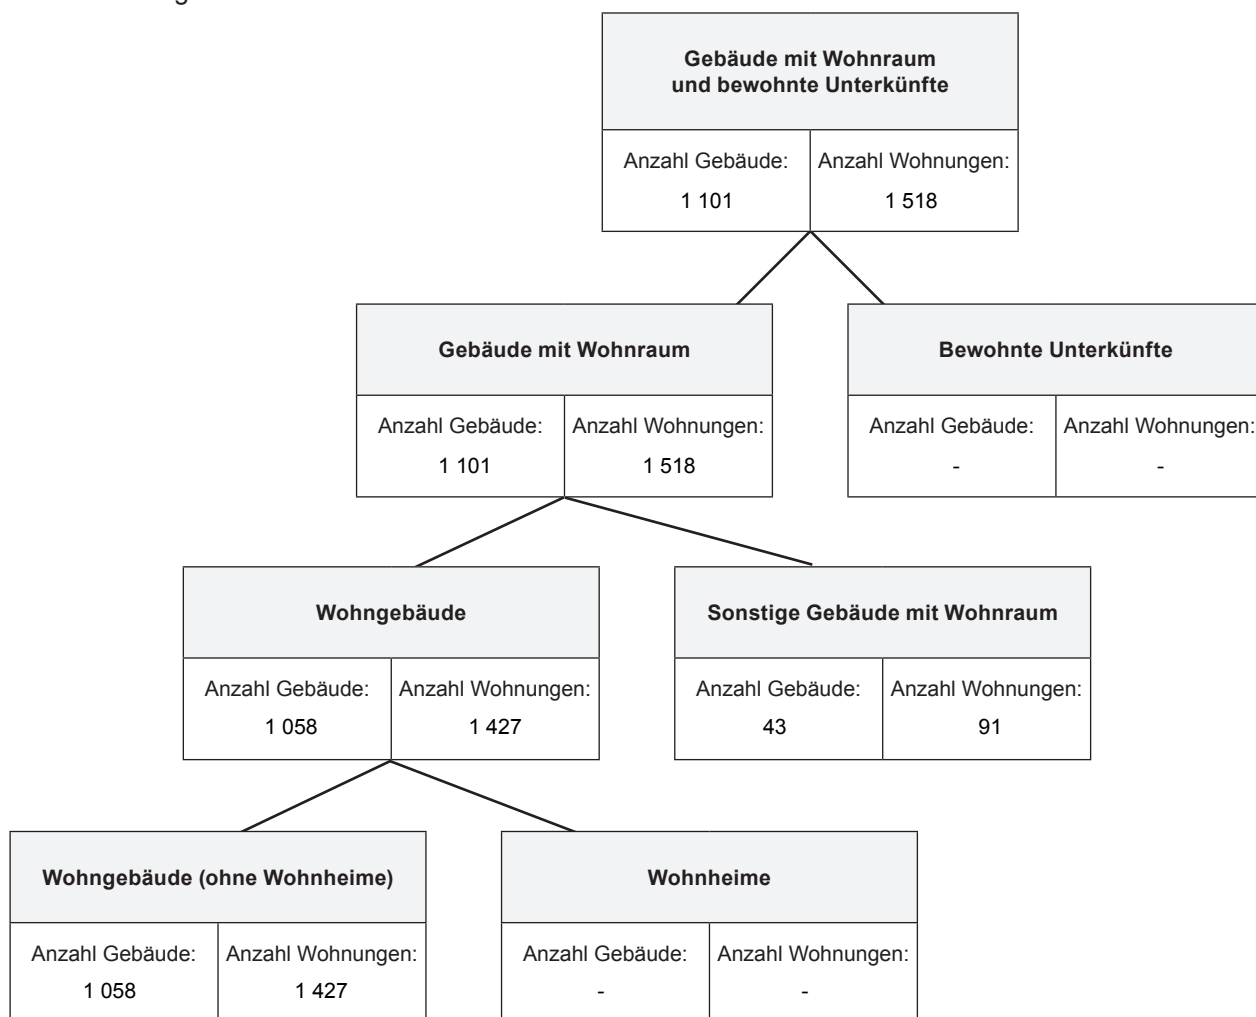 Gebäude mit Wohnraum
und bewohnte Unterkünfte
Anzahl Gebäude: Anzahl Wohnungen:
1 101 1 518
Gebäude mit Wohnraum
Anzahl Gebäude: Anzahl Wohnungen:
1 101 1 518
Bewohnte Unterkünfte
Anzahl Gebäude: Anzahl Wohnungen:
- -
Wohngebäude
Anzahl Gebäude: Anzahl Wohnungen:
1 058 1 427
Sonstige Gebäude mit Wohnraum
Anzahl Gebäude: Anzahl Wohnungen:
43 91
Wohngebäude (ohne Wohnheime)
Anzahl Gebäude: Anzahl Wohnungen:
1 058 1 427
Wohnheime
Anzahl Gebäude: Anzahl Wohnungen:
- -